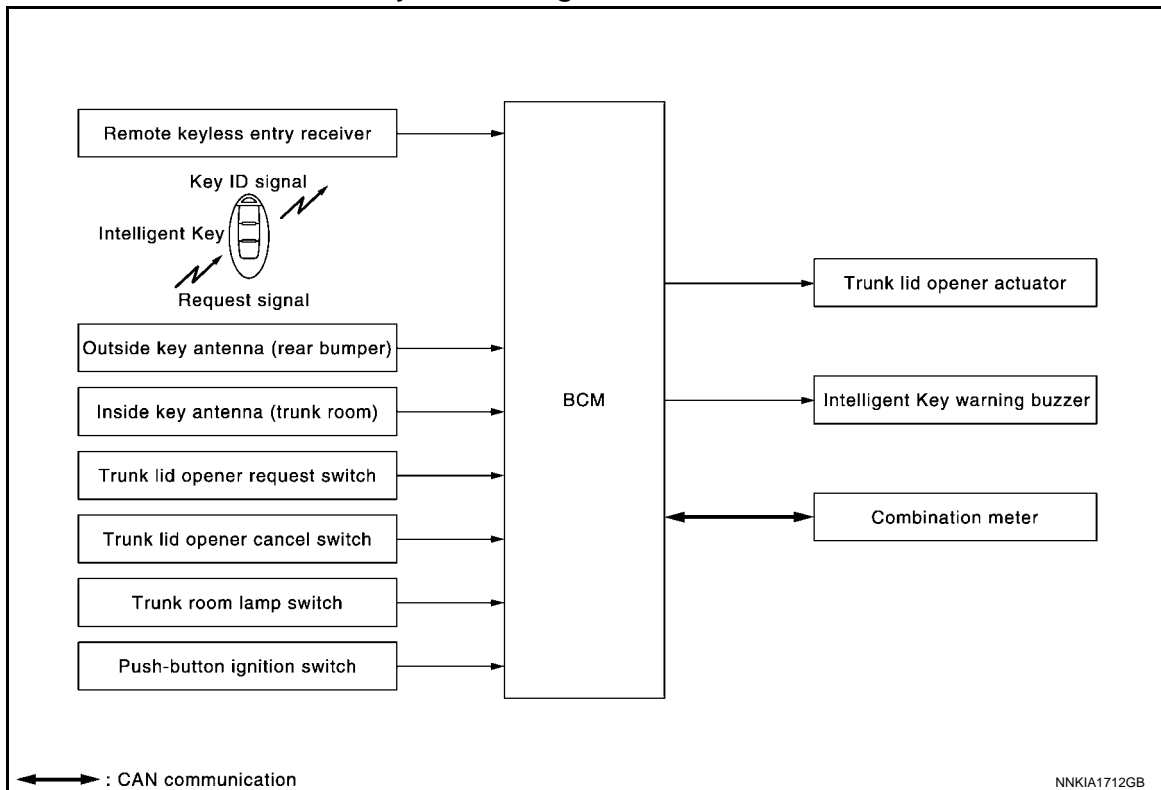 Remote keyless entry receiver
Key ID signal
Intelligent Key
Request signal
Outside key antenna (rear bumper)
Inside key antenna (trunk room)
Trunk lid opener request switch
Trunk lid opener cancel switch
Trunk room lamp switch
Push-button ignition switch
BCM
Trunk lid opener actuator
Intelligent Key warning buzzer
Combination meter
: CAN communication
NNKIA1712GB